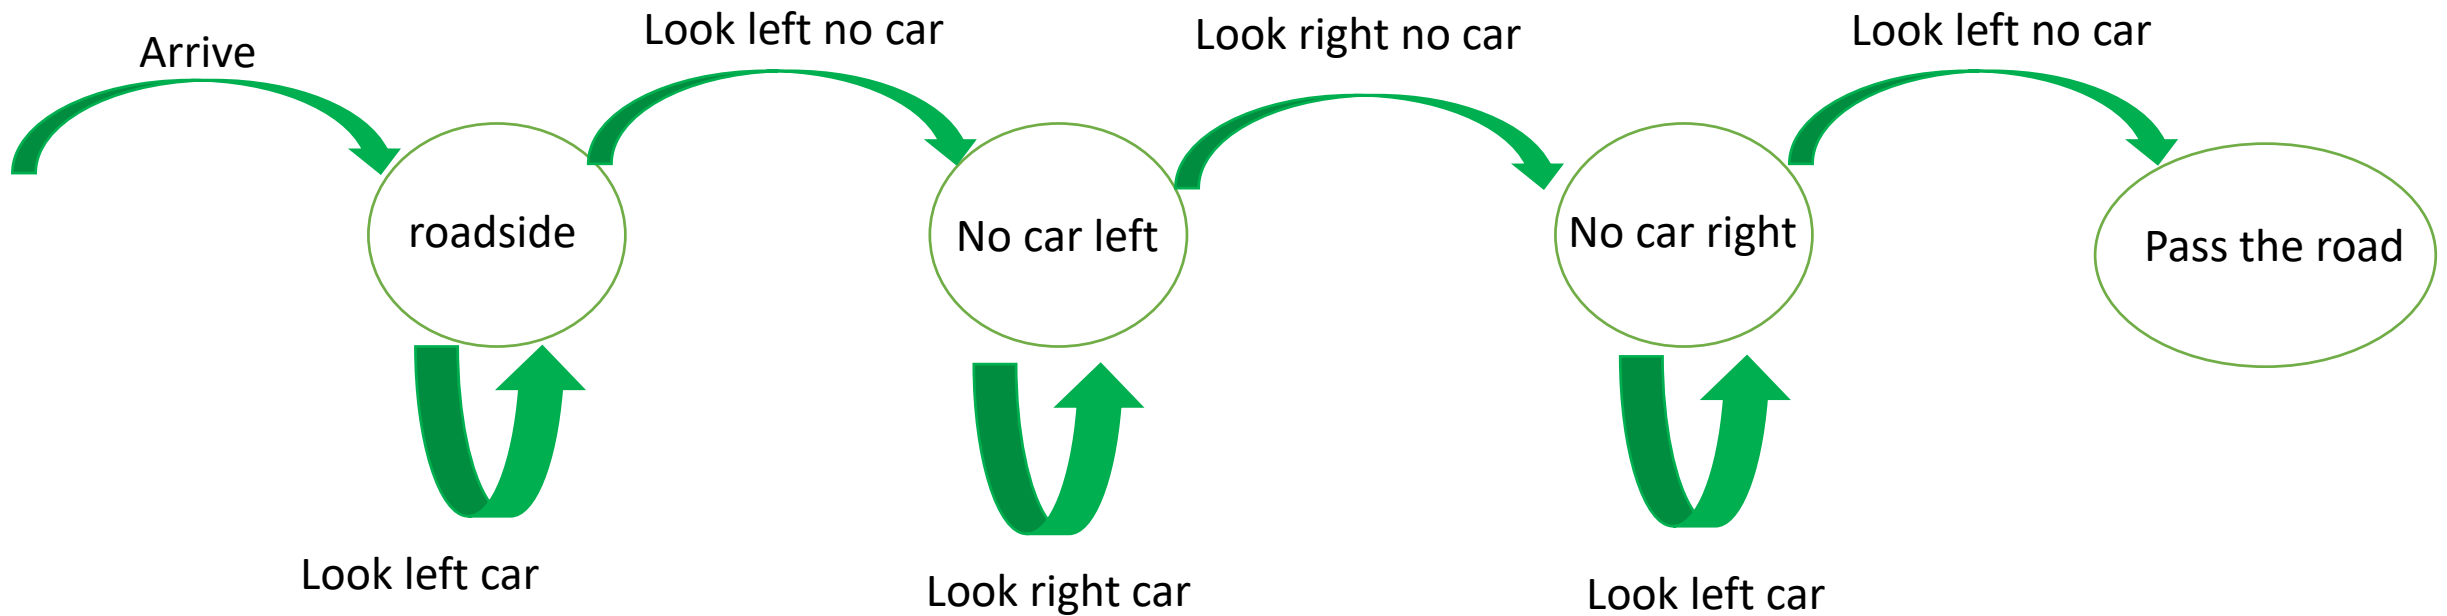 Arrive
Look left no car
Look right no car
Look left no car
roadside
No car left
No car right
Pass the road
Look left car
Look right car
Look left car